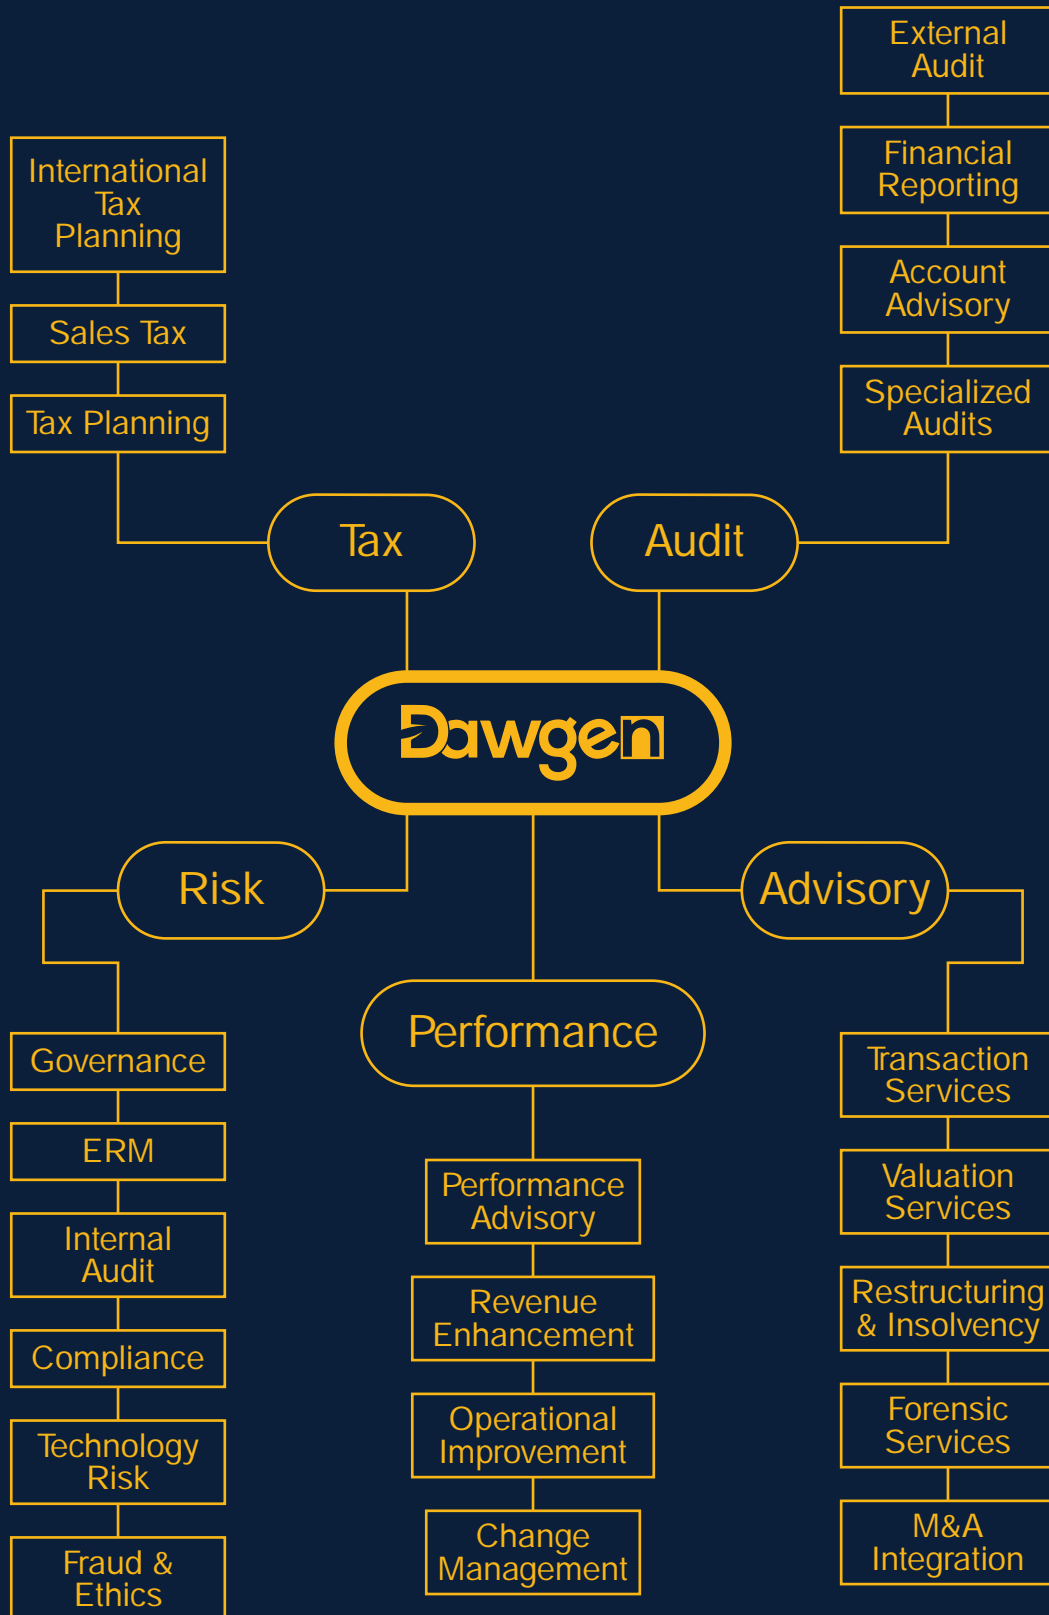 External
Audit
Financial
Reporting
Account
Advisory
Specialized
Audits
International
Tax
Planning
Sales Tax
Tax Planning
Tax
Audit
Dawgen
Risk
Advisory
Performance
Governance
ERM
Internal
Audit
Compliance
Technology
Risk
Fraud &
Ethics
Performance
Advisory
Revenue
Enhancement
Operational
Improvement
Change
Management
Transaction
Services
Valuation
Services
Restructuring
& Insolvency
Forensic
Services
M&A
Integration